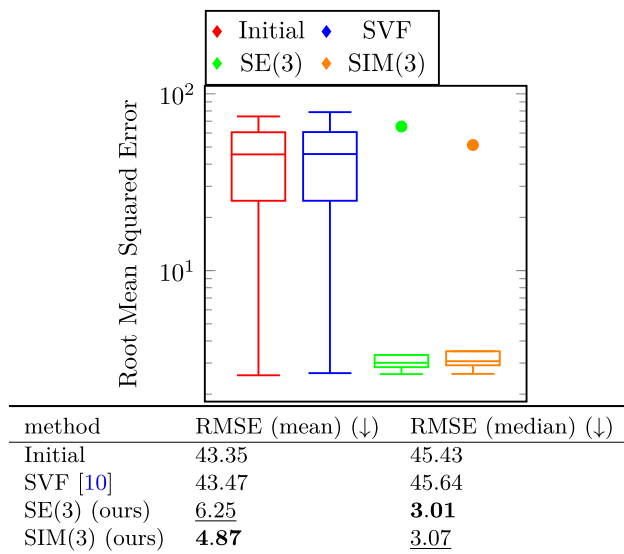 Initial SVF
SE(3) SIM(3)
10^2
10^1
Root Mean Squared Error
method RMSE (mean) (↓) RMSE (median) (↓)
Initial 43.35 45.43
SVF [10] 43.47 45.64
SE(3) (ours) 6.25 3.01
SIM(3) (ours) 4.87 3.07